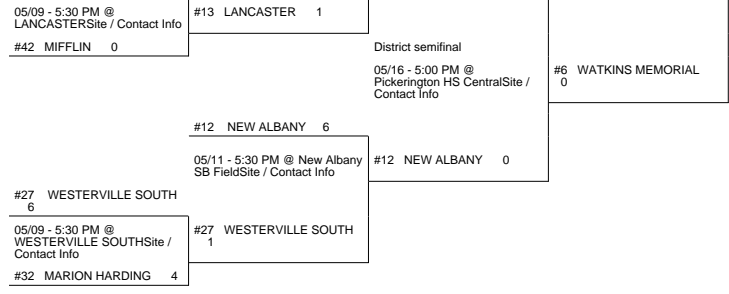 05/09 - 5:30 PM @
LANCASTERSite / Contact Info
#13 LANCASTER 1
#42 MIFFLIN 0
District semifinal
05/16 - 5:00 PM @
Pickerington HS CentralSite /
Contact Info
#6 WATKINS MEMORIAL
0
#12 NEW ALBANY 6
05/11 - 5:30 PM @ New Albany
SB FieldSite / Contact Info
#12 NEW ALBANY 0
#27 WESTERVILLE SOUTH
6
05/09 - 5:30 PM @
WESTERVILLE SOUTHSite /
Contact Info
#27 WESTERVILLE SOUTH
1
#32 MARION HARDING 4